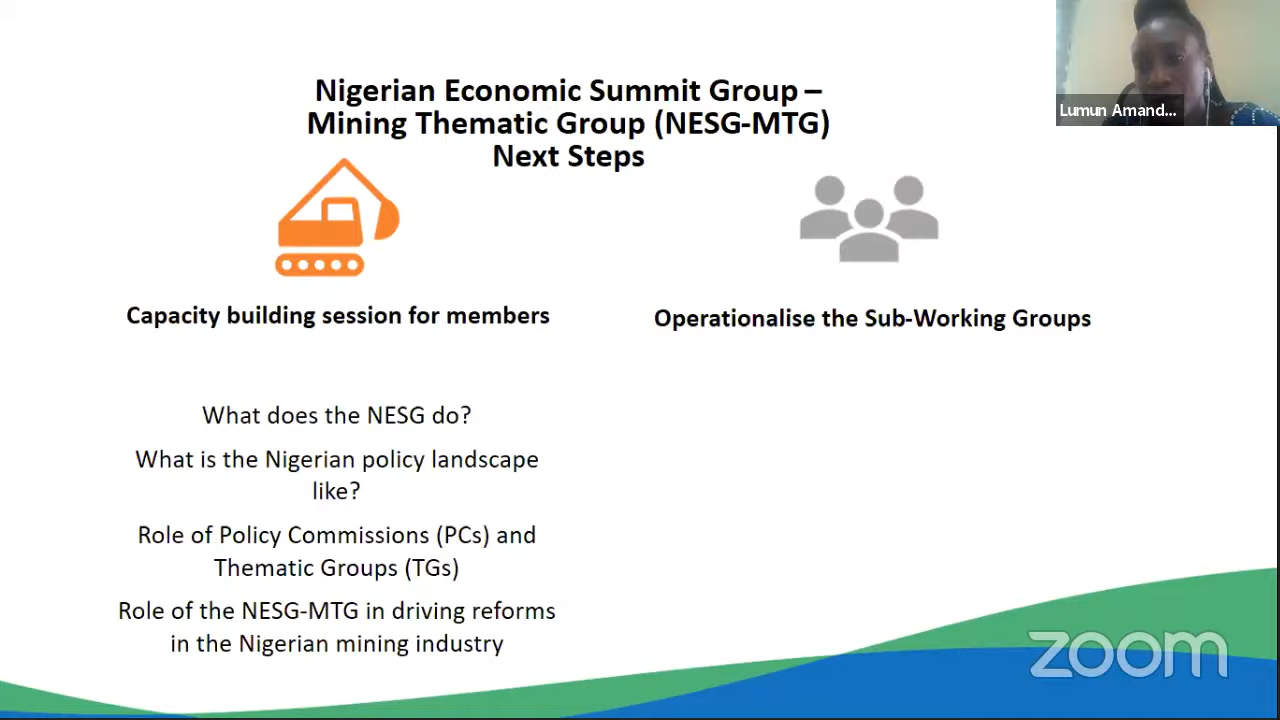 Nigerian Economic Summit Group –
Mining Thematic Group (NESG-MTG)
Next Steps
Lumun Amand...
Capacity building session for members
Operationalise the Sub-Working Groups
What does the NESG do?
What is the Nigerian policy landscape
like?
Role of Policy Commissions (PCs) and
Thematic Groups (TGs)
Role of the NESG-MTG in driving reforms
in the Nigerian mining industry
zoom